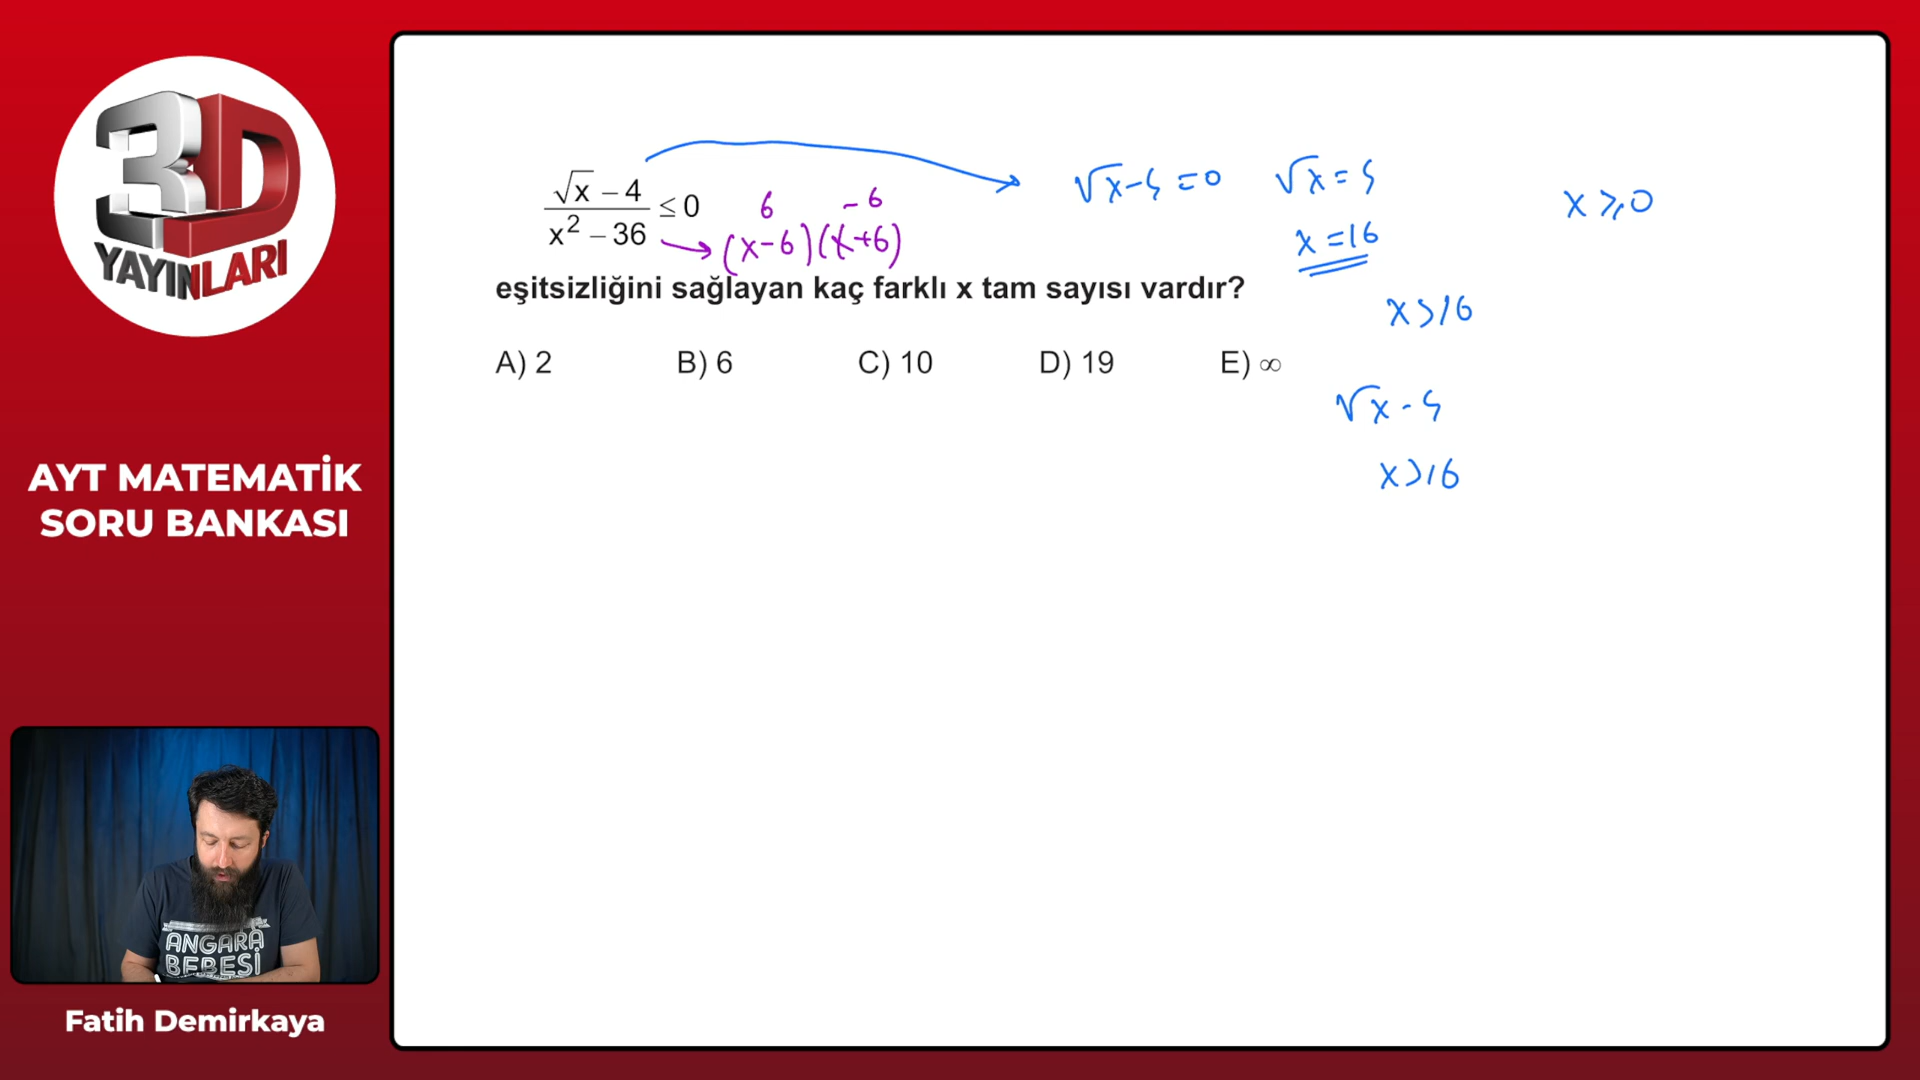 3D
YAYINLARI
AYT MATEMATİK
SORU BANKASI
ANGARA
BEBESİ
Fatih Demirkaya
√x − 4
x² − 36
≤ 0
6 -6
(x-6)(x+6)
√x-4=0 √x=4
x=16
x≥0
eşitsizliğini sağlayan kaç farklı x tam sayısı vardır?
x>16
A) 2 B) 6 C) 10 D) 19 E) ∞
√x-4
x>16